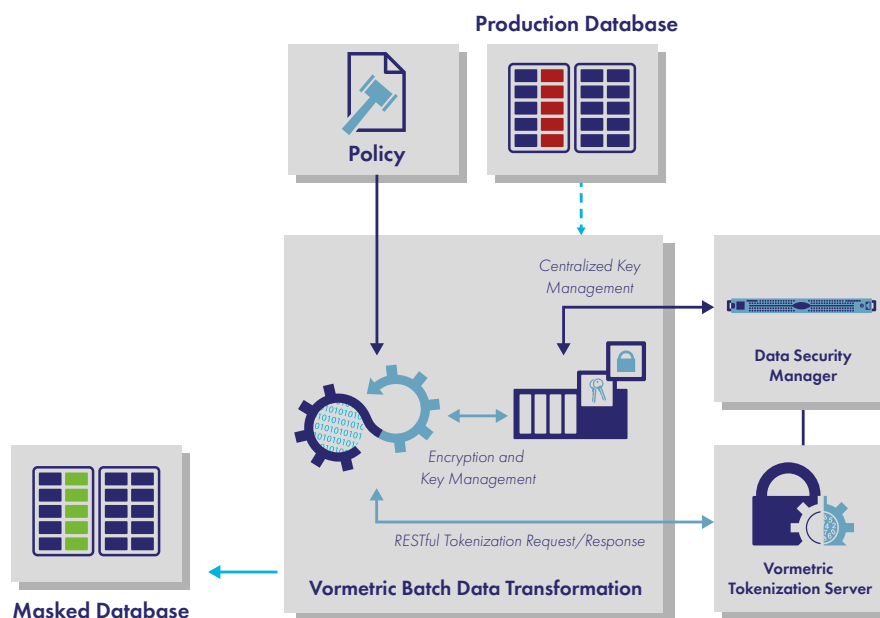 Production Database
Policy
Centralized Key
Management
Data Security
Manager
Encryption and
Key Management
RESTful Tokenization Request/Response
Vormetric Batch Data Transformation
Vormetric
Tokenization Server
Masked Database